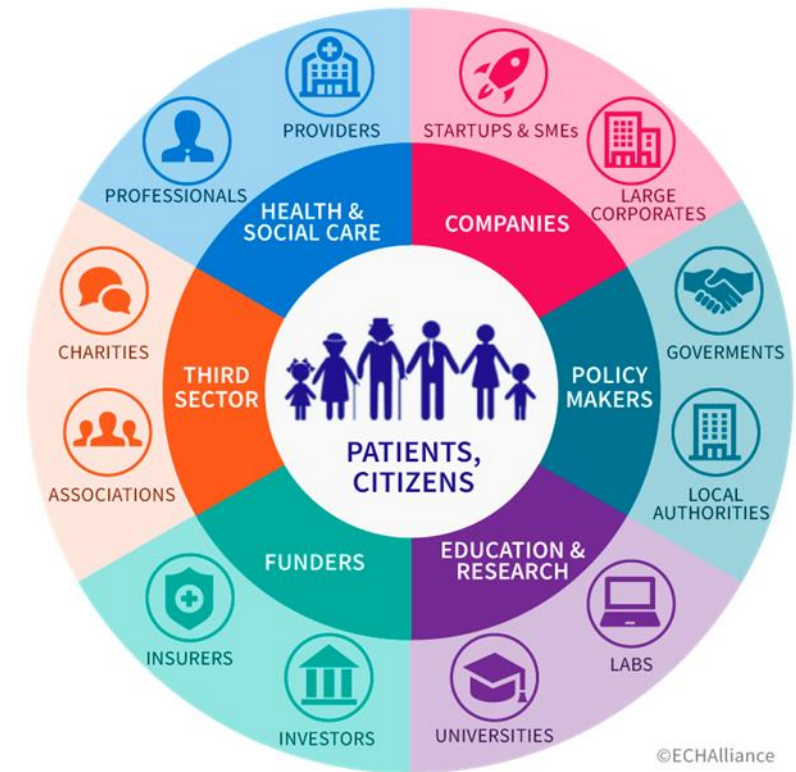 PROVIDERS
PROFESSIONALS
HEALTH &
SOCIAL CARE
STARTUPS & SMEs
LARGE
CORPORATES
COMPANIES
GOVERMENTS
LOCAL
AUTHORITIES
POLICY
MAKERS
EDUCATION &
RESEARCH
LABS
UNIVERSITIES
FUNDERS
INSURERS
INVESTORS
THIRD
SECTOR
CHARITIES
ASSOCIATIONS
PATIENTS,
CITIZENS
©ECHAlliance